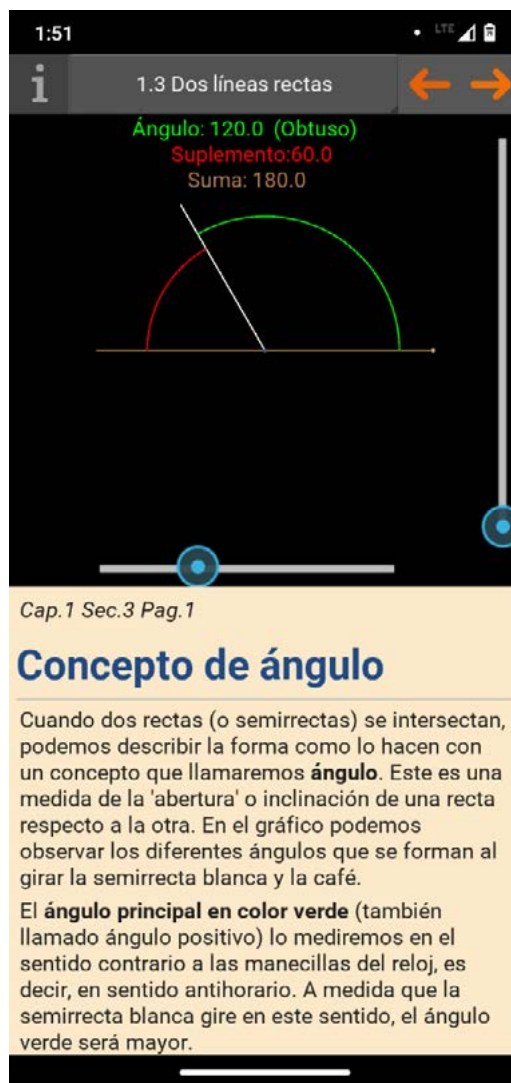 1:51
LTE
i
1.3 Dos líneas rectas
Ángulo: 120.0 (Obtuso)
Suplemento:60.0
Suma: 180.0
Cap.1 Sec.3 Pag.1
Concepto de ángulo
Cuando dos rectas (o semirrectas) se intersectan,
podemos describir la forma como lo hacen con
un concepto que llamaremos ángulo. Este es una
medida de la 'abertura' o inclinación de una recta
respecto a la otra. En el gráfico podemos
observar los diferentes ángulos que se forman al
girar la semirrecta blanca y la café.
El ángulo principal en color verde (también
llamado ángulo positivo) lo mediremos en el
sentido contrario a las manecillas del reloj, es
decir, en sentido antihorario. A medida que la
semirrecta blanca gire en este sentido, el ángulo
verde será mayor.